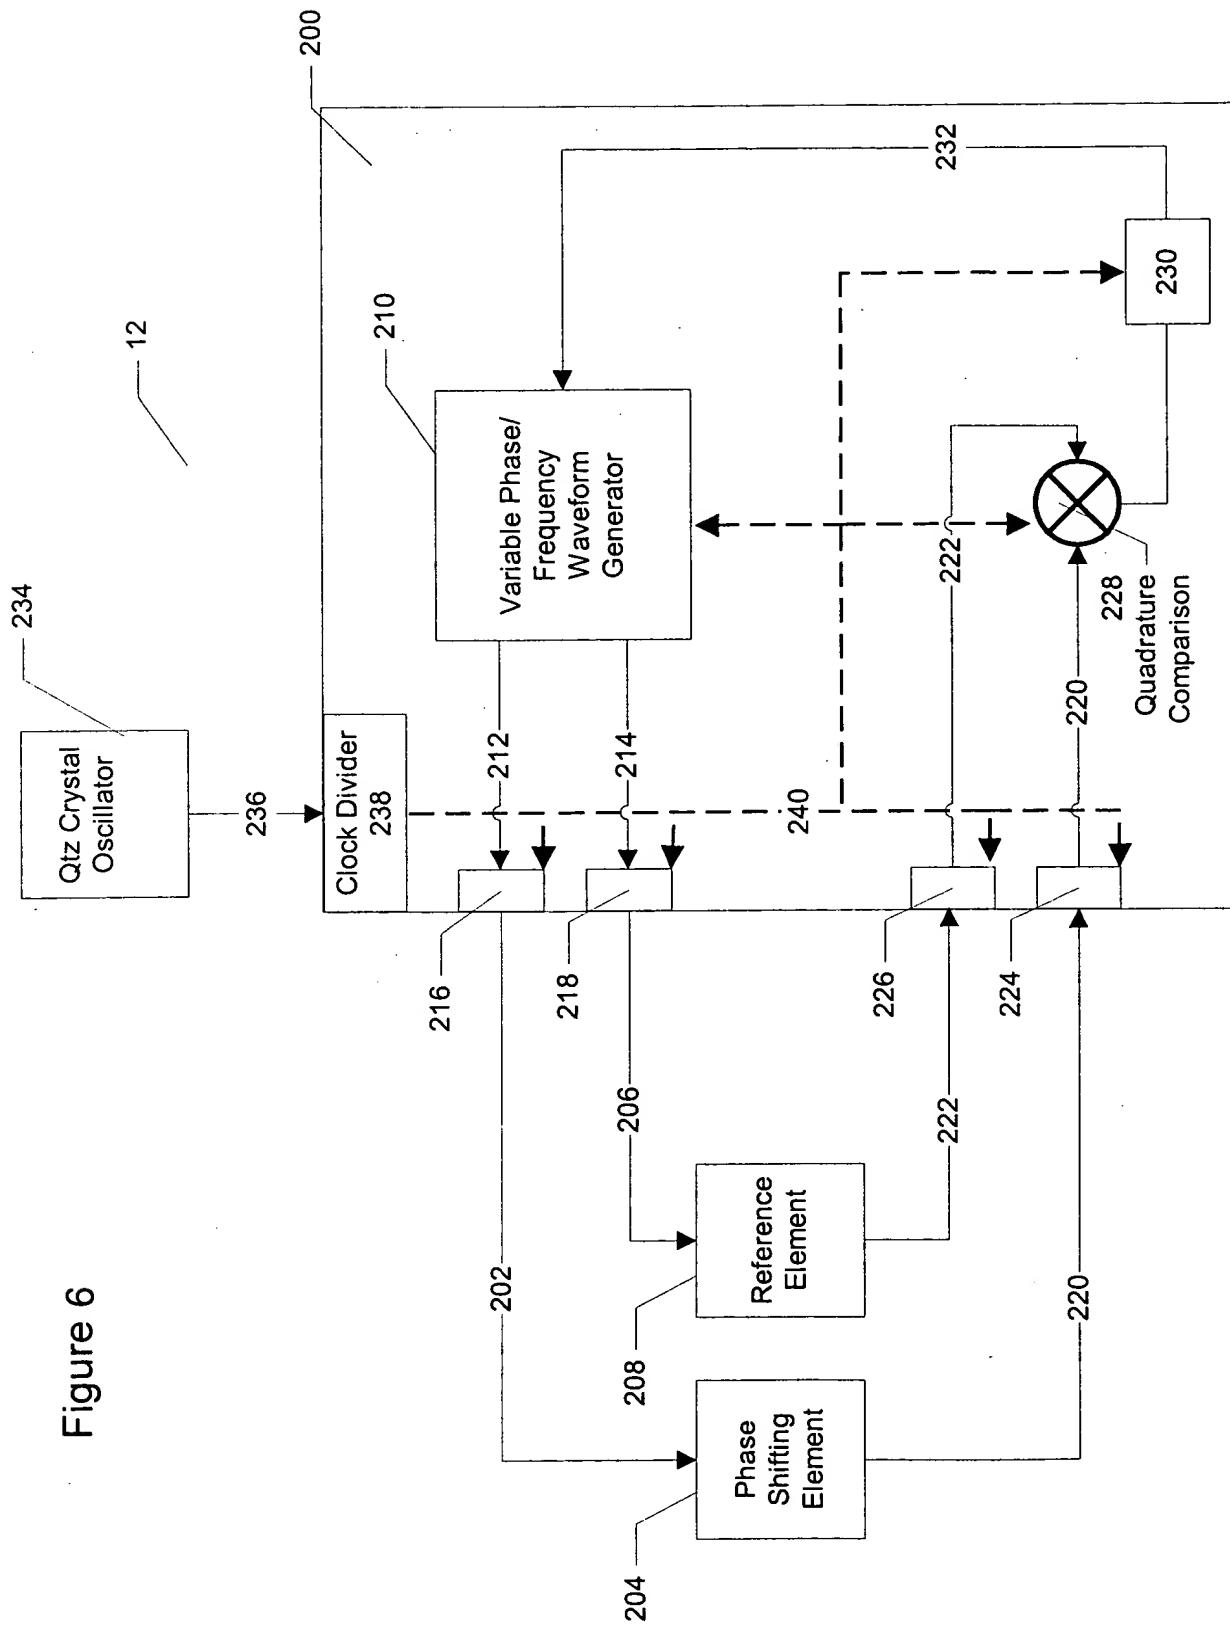 Figure 6
12
200
234
Qtz Crystal
Oscillator
236
Clock Divider
238
210
Variable Phase/
Frequency
Waveform
Generator
212
214
216
218
202
206
232
240
204
Phase
Shifting
Element
208
Reference
Element
222
220
226
224
222
220
228
Quadrature
Comparison
230